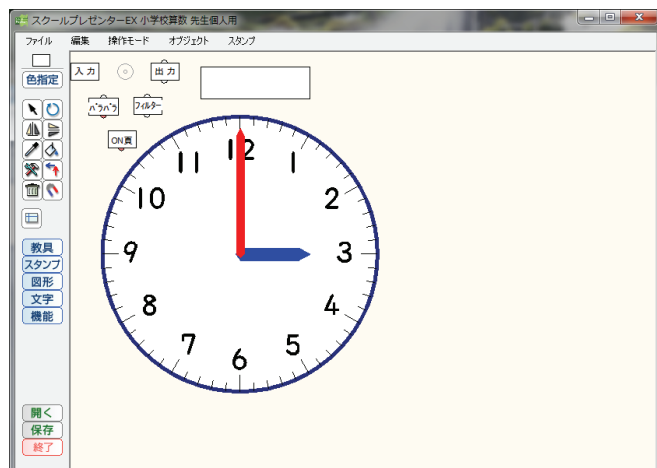 スクールプレゼンターEX 小学校算数 先生個人用
ファイル 編集 操作モード オブジェクト スタンプ
色指定
入力
出力
パラパラ
フィルター
ON頁
12
1
2
3
4
5
6
7
8
9
10
11
教具
スタンプ
図形
文字
機能
開く
保存
終了